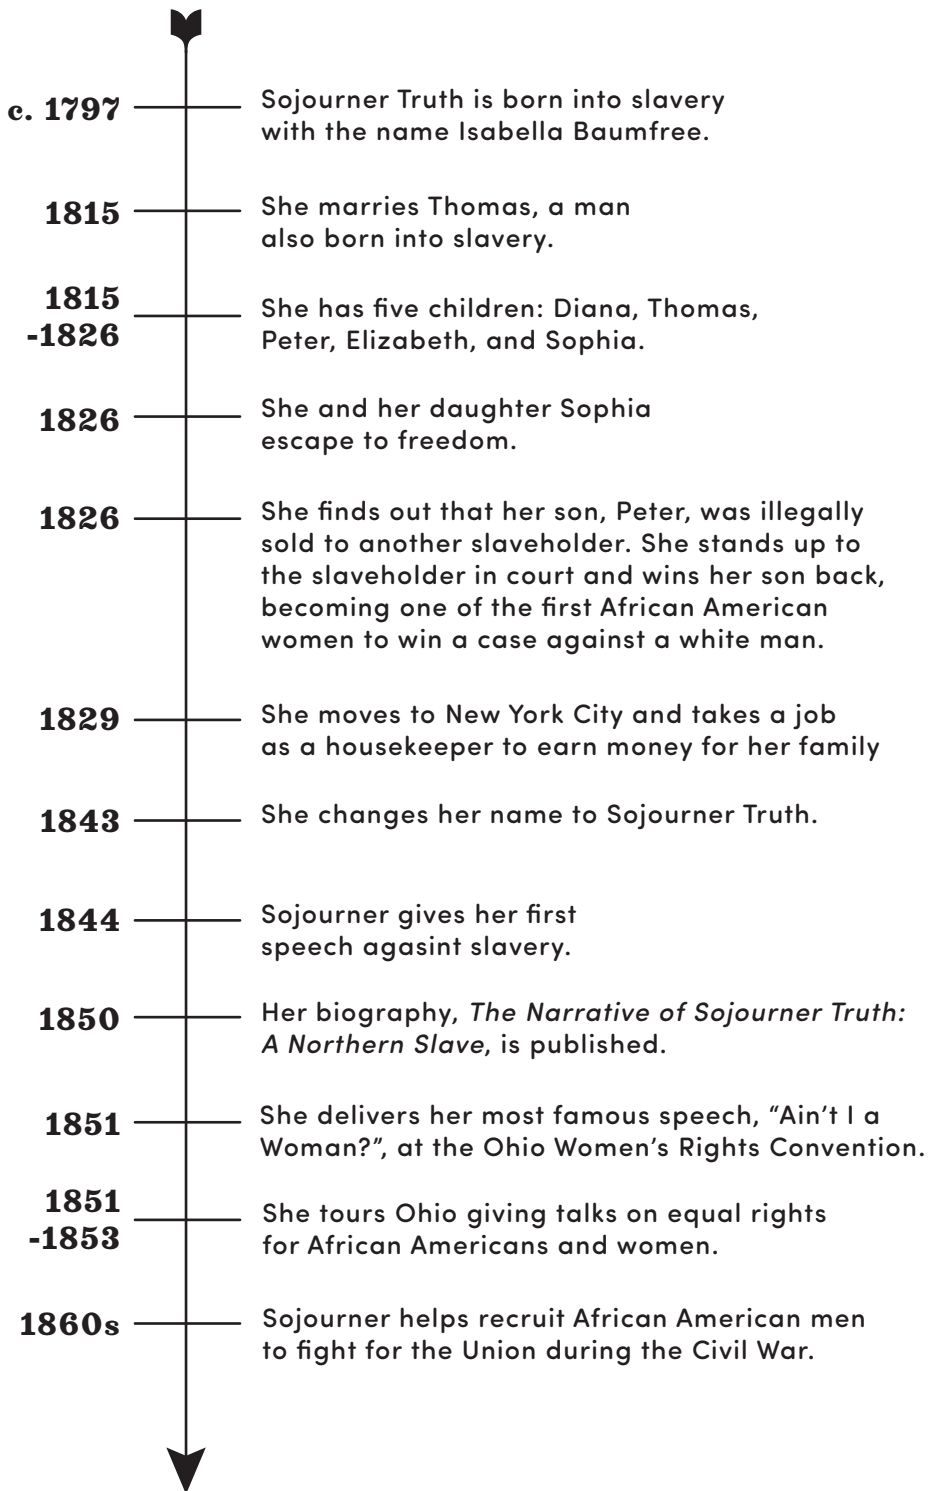 c. 1797
Sojourner Truth is born into slavery
with the name Isabella Baumfree.
1815
She marries Thomas, a man
also born into slavery.
1815
-1826
She has five children: Diana, Thomas,
Peter, Elizabeth, and Sophia.
1826
She and her daughter Sophia
escape to freedom.
1826
She finds out that her son, Peter, was illegally
sold to another slaveholder. She stands up to
the slaveholder in court and wins her son back,
becoming one of the first African American
women to win a case against a white man.
1829
She moves to New York City and takes a job
as a housekeeper to earn money for her family
1843
She changes her name to Sojourner Truth.
1844
Sojourner gives her first
speech agasint slavery.
1850
Her biography, The Narrative of Sojourner Truth:
A Northern Slave, is published.
1851
She delivers her most famous speech, “Ain’t I a
Woman?”, at the Ohio Women’s Rights Convention.
1851
-1853
She tours Ohio giving talks on equal rights
for African Americans and women.
1860s
Sojourner helps recruit African American men
to fight for the Union during the Civil War.